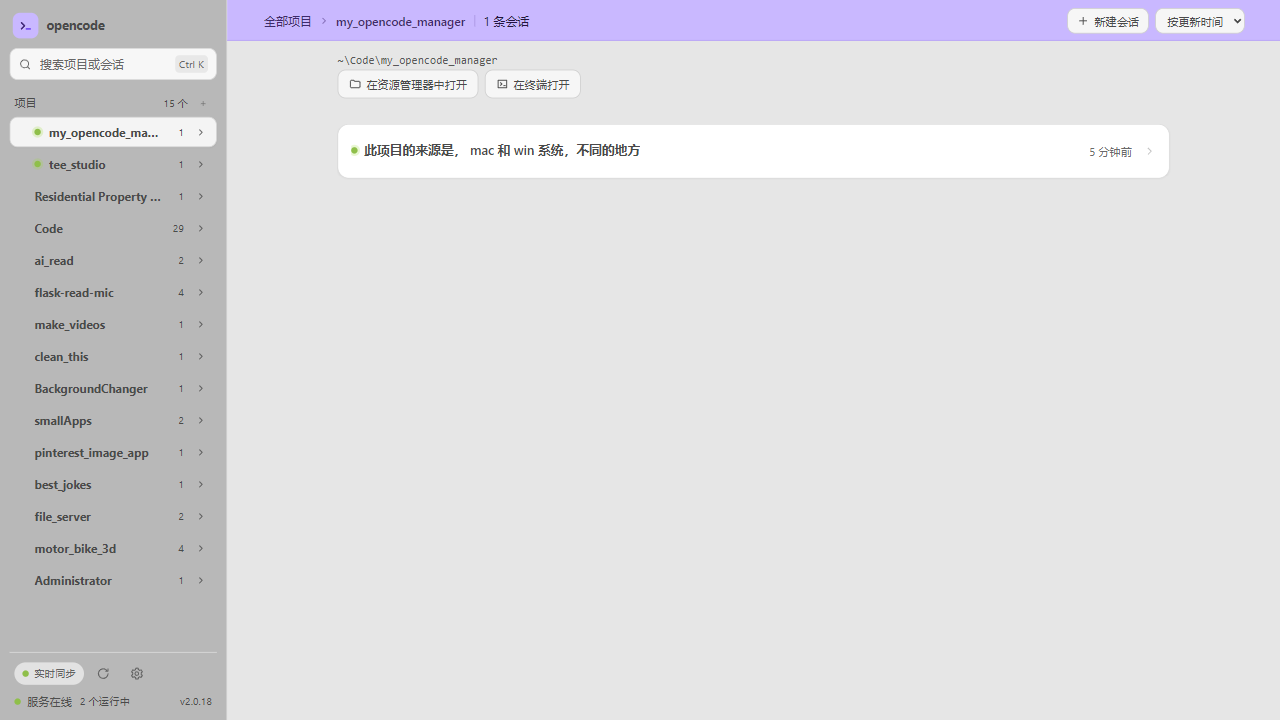 opencode
搜索项目或会话 Ctrl K
项目 15 个 +
my_opencode_ma... 1
tee_studio 1
Residential Property ... 1
Code 29
ai_read 2
flask-read-mic 4
make_videos 1
clean_this 1
BackgroundChanger 1
smallApps 2
pinterest_image_app 1
best_jokes 1
file_server 2
motor_bike_3d 4
Administrator 1
实时同步
服务在线 2 个运行中 v2.0.18
全部项目 › my_opencode_manager 1 条会话
+ 新建会话 按更新时间
~\Code\my_opencode_manager
在资源管理器中打开 在终端打开
此项目的来源是， mac 和 win 系统，不同的地方 5 分钟前